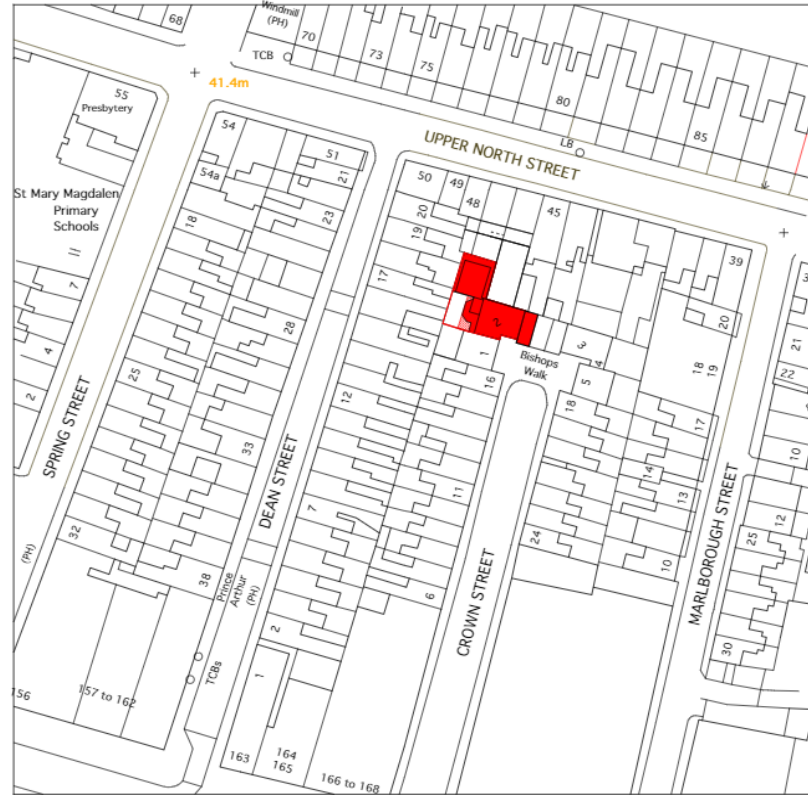 68
Windmill
(PH)
70
TCB
73
75
80
LB
85
41.4m
55
Presbytery
54
51
UPPER NORTH STREET
54a
21
50
49
48
45
St Mary Magdalen
Primary
Schools
18
23
20
19
39
7
17
28
2
20
3
21
4
25
1
Bishops
Walk
4
5
18
19
22
2
12
16
18
17
SPRING STREET
33
DEAN STREET
11
14
13
10
7
24
25
12
32
(PH)
38
Prince
Arthur
(PH)
6
CROWN STREET
10
MARLBOROUGH STREET
2
30
TCBs
1
156
157 to 162
163
164
165
166 to 168